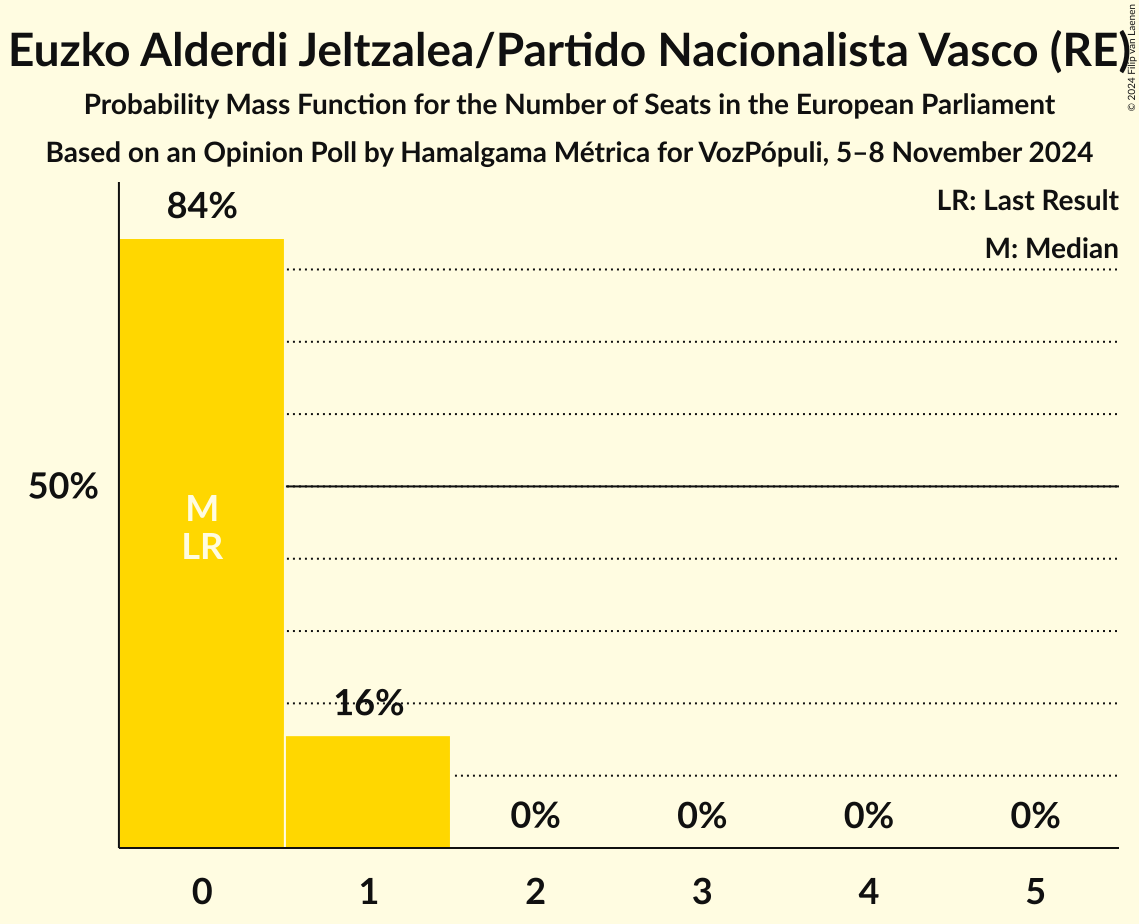 Euzko Alderdi Jeltzalea/Partido Nacionalista Vasco (RE)
© 2024 Filip van Laenen
Probability Mass Function for the Number of Seats in the European Parliament
Based on an Opinion Poll by Hamalgama Métrica for VozPópuli, 5–8 November 2024
LR: Last Result
M: Median
84%
50%
M
LR
16%
0%
0%
0%
0%
0
1
2
3
4
5